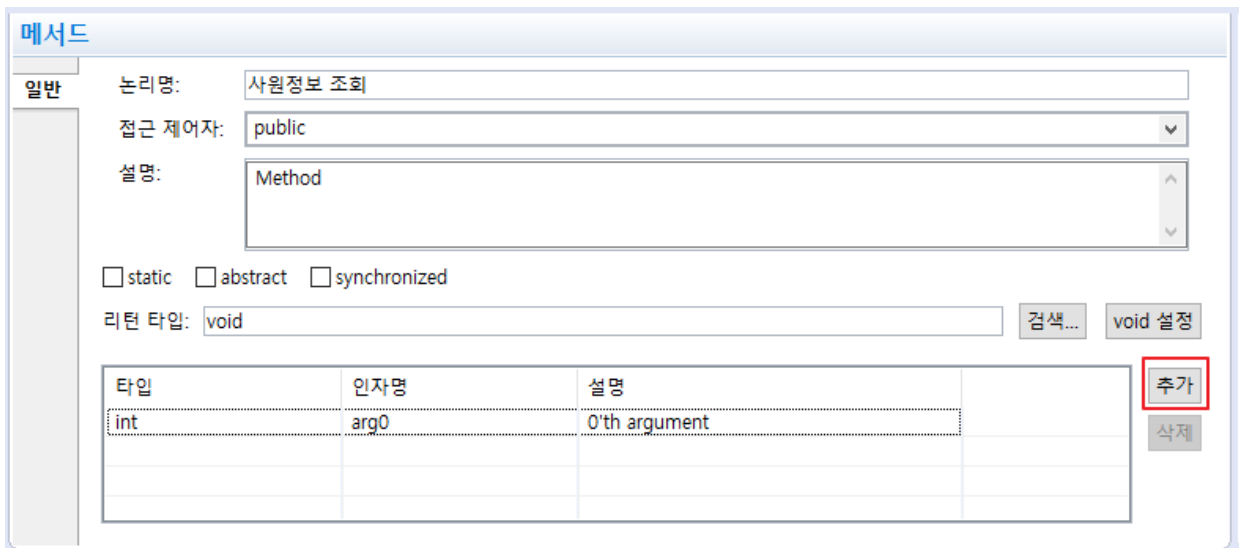 메서드
일반
논리명: 사원정보 조회
접근 제어자: public
설명: Method
static abstract synchronized
리턴 타입: void 검색... void 설정
타입 인자명 설명 추가
int arg0 0'th argument
삭제